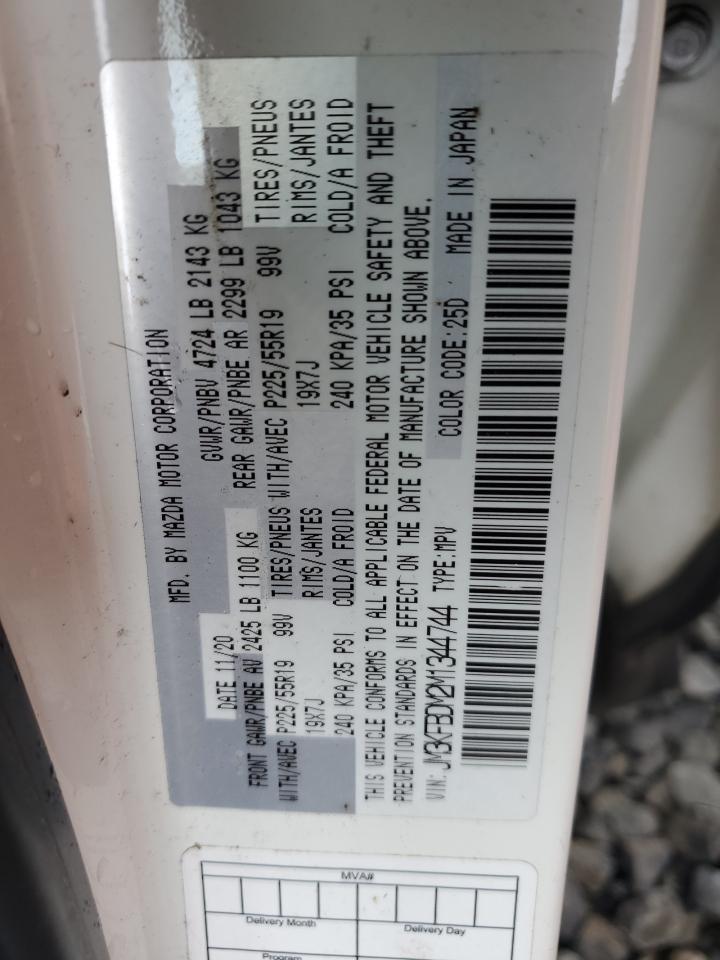 MFD. BY MAZDA MOTOR CORPORATION
DATE 11/20 GVWR/PNBV 4724 LB 2143 KG
FRONT GAWR/PNBE AV 2425 LB 1100 KG REAR GAWR/PNBE AR 2299 LB 1043 KG
WITH/AVEC P225/55R19 99V TIRES/PNEUS WITH/AVEC P225/55R19 99V TIRES/PNEUS
19X7J RIMS/JANTES 19X7J RIMS/JANTES
240 KPA/35 PSI COLD/A FROID 240 KPA/35 PSI COLD/A FROID
THIS VEHICLE CONFORMS TO ALL APPLICABLE FEDERAL MOTOR VEHICLE SAFETY AND THEFT
PREVENTION STANDARDS IN EFFECT ON THE DATE OF MANUFACTURE SHOWN ABOVE.
VIN: JM3KFBDM2M1344744 TYPE:MPV COLOR CODE:25D MADE IN JAPAN
MVA#
Delivery Month Delivery Day
Program